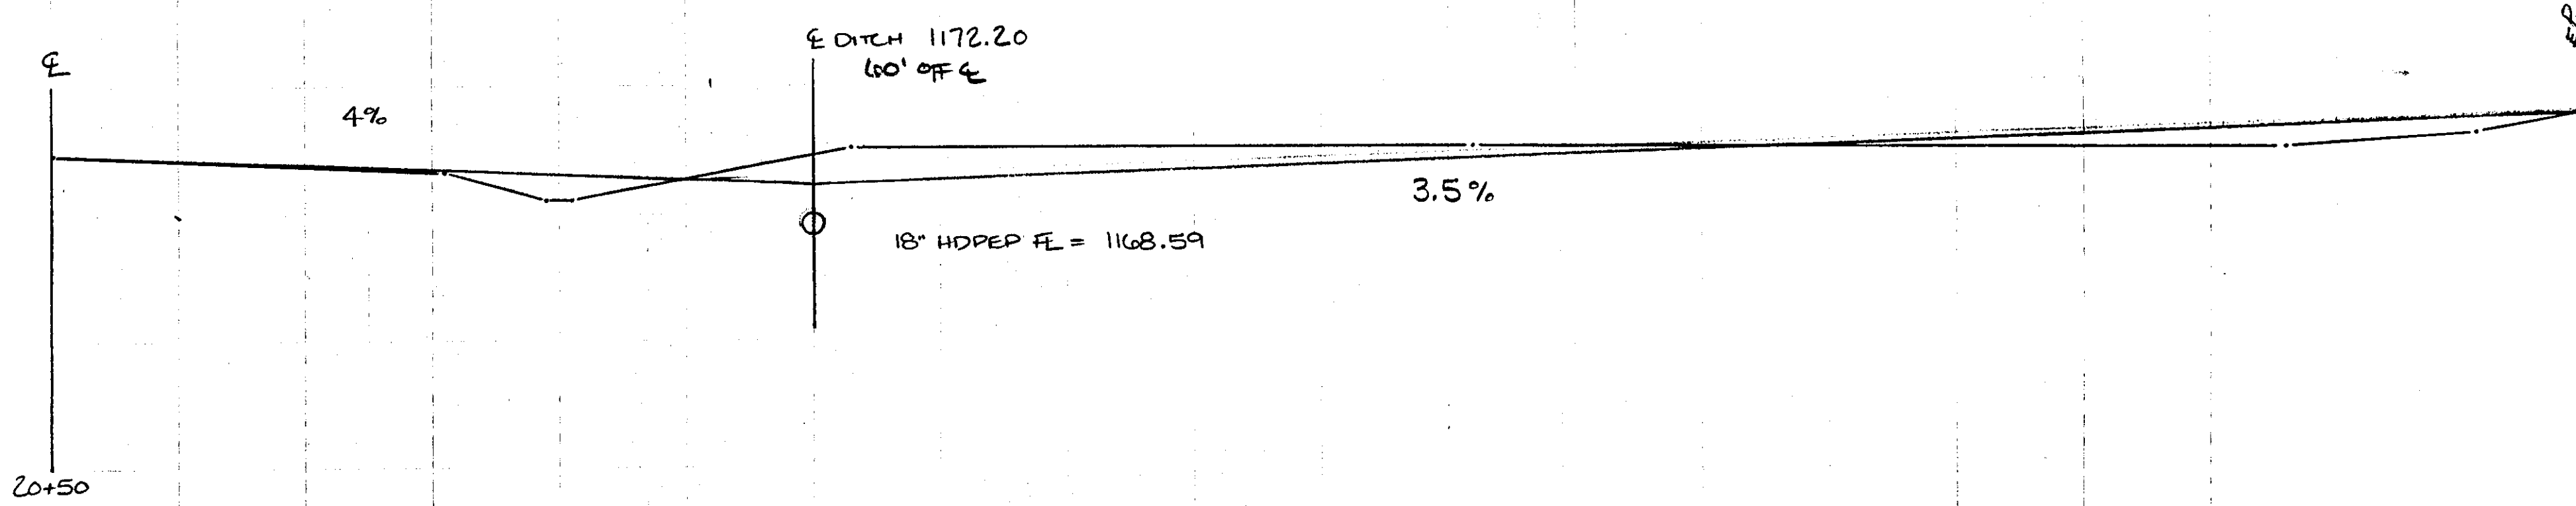 ℄
℄ DITCH 1172.20
60' OFF ℄
4%
3.5%
18" HDPEP FL = 1168.59
20+50